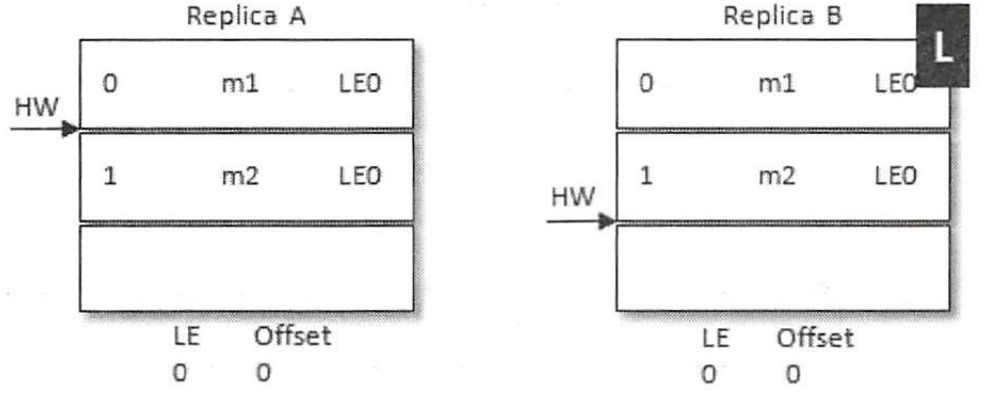 Replica A
0 m1 LE0
HW
1 m2 LE0
LE Offset
0 0
Replica B
L
0 m1 LE0
1 m2 LE0
HW
LE Offset
0 0